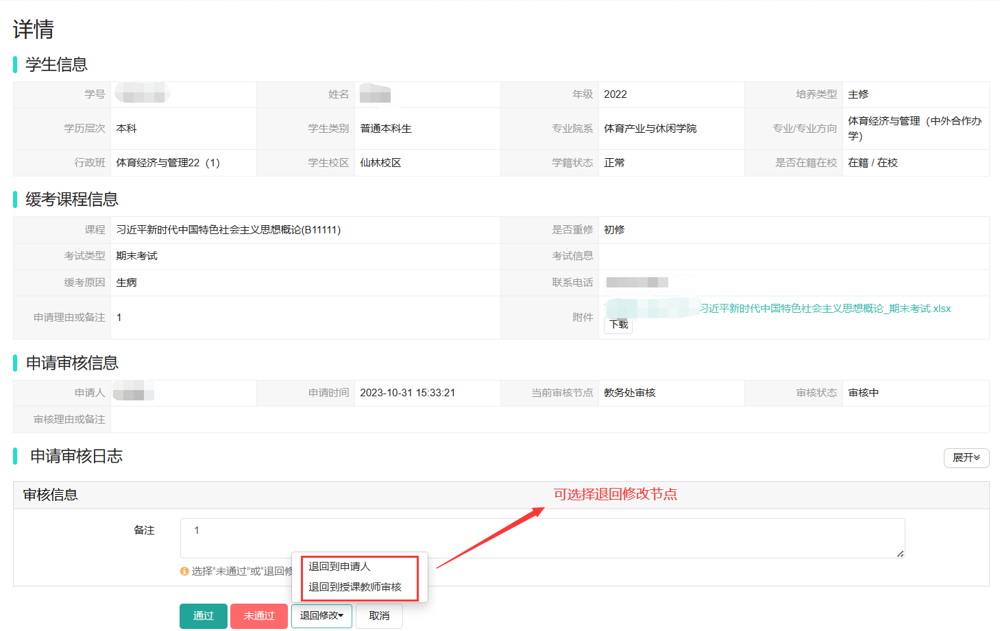 详情
学生信息
学号 姓名 年级 2022 培养类型 主修
学历层次 本科 学生类别 普通本科生 专业院系 体育产业与休闲学院 专业/专业方向 体育经济与管理（中外合作办学）
行政班 体育经济与管理22（1） 学生校区 仙林校区 学籍状态 正常 是否在籍在校 在籍 / 在校
缓考课程信息
课程 习近平新时代中国特色社会主义思想概论(B11111) 是否重修 初修
考试类型 期末考试 考试信息
缓考原因 生病 联系电话
申请理由或备注 1 附件 习近平新时代中国特色社会主义思想概论_期末考试.xlsx
下载
申请审核信息
申请人 申请时间 2023-10-31 15:33:21 当前审核节点 教务处审核 审核状态 审核中
审核理由或备注
申请审核日志 展开
审核信息 可选择退回修改节点
备注 1
退回到申请人
选择“未通过”或“退回修
退回到授课教师审核
通过 未通过 退回修改 取消